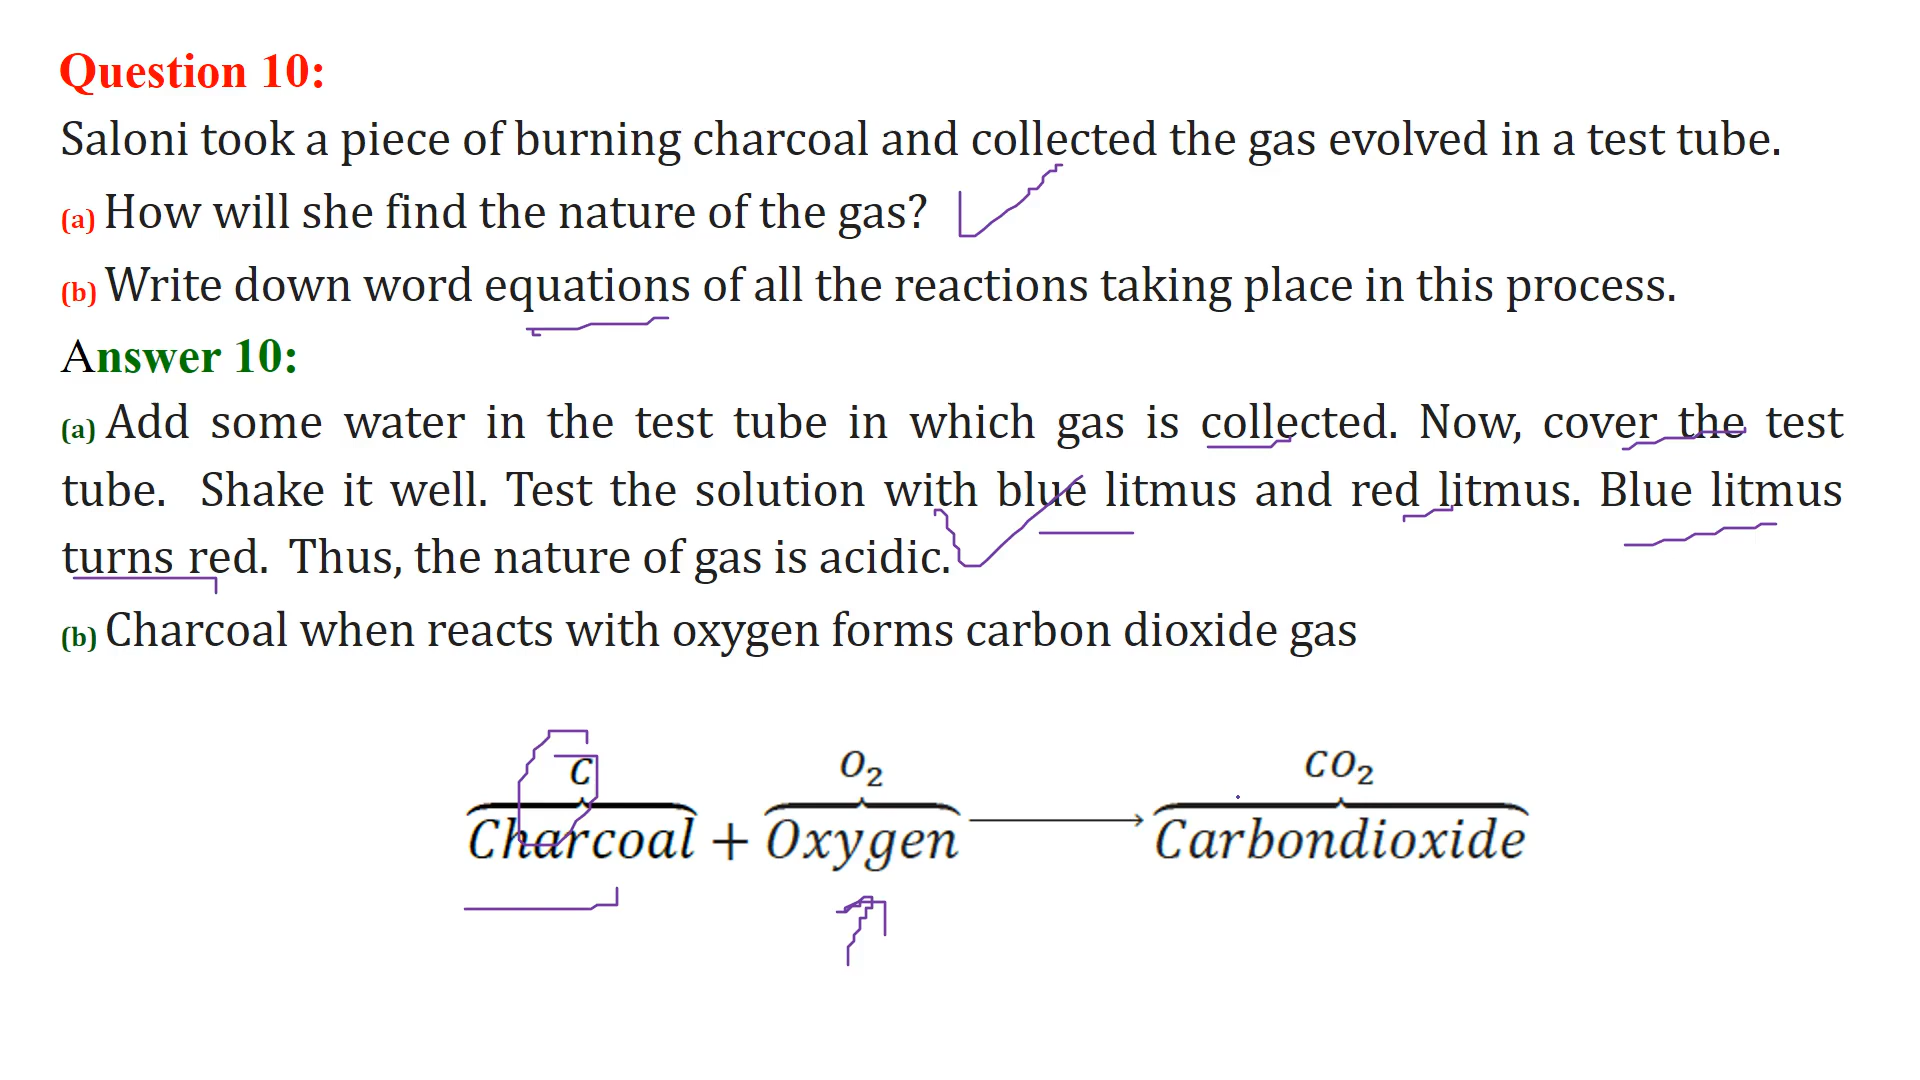 Question 10:
Saloni took a piece of burning charcoal and collected the gas evolved in a test tube.
(a) How will she find the nature of the gas?
(b) Write down word equations of all the reactions taking place in this process.
Answer 10:
(a) Add some water in the test tube in which gas is collected. Now, cover the test
tube. Shake it well. Test the solution with blue litmus and red litmus. Blue litmus
turns red. Thus, the nature of gas is acidic.
(b) Charcoal when reacts with oxygen forms carbon dioxide gas
C O₂ CO₂
Charcoal + Oxygen ⟶ Carbondioxide